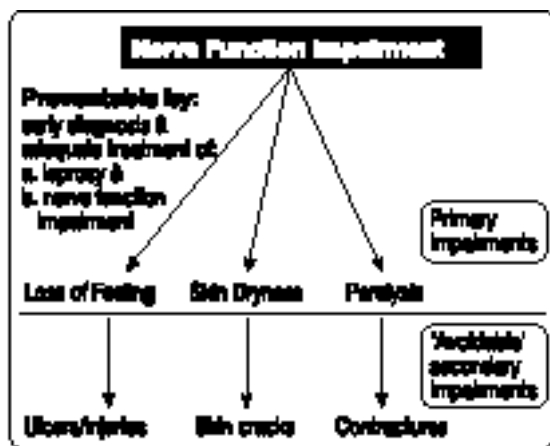 Nerve Function Impairment
Preventable by:
early diagnosis &
adequate treatment of:
a. leprosy &
b. nerve function
impairment
Primary
impairments
Loss of Feeling
Skin Dryness
Paralysis
'Avoidable'
secondary
impairments
Ulcers/Injuries
Skin cracks
Contractures